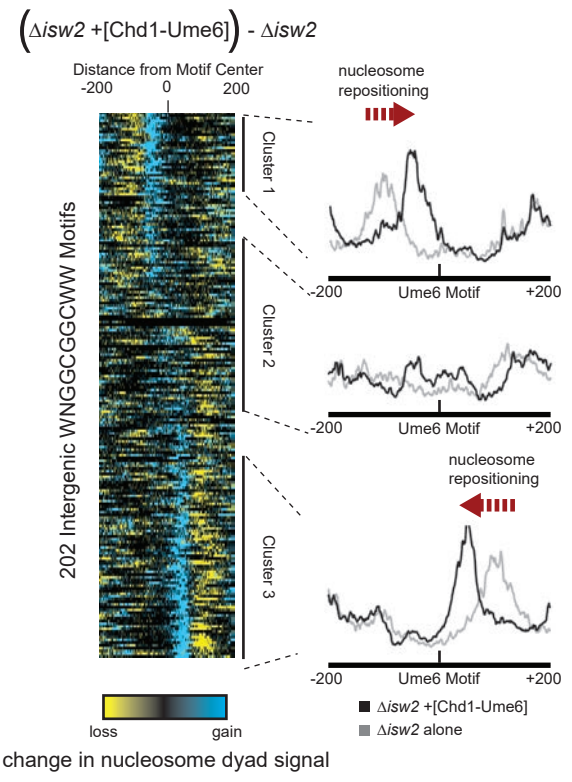 (Δisw2 +[Chd1-Ume6]) - Δisw2
Distance from Motif Center
-200 0 200
202 Intergenic WNGGCGGCWW Motifs
Cluster 1
Cluster 2
Cluster 3
nucleosome
repositioning
-200 Ume6 Motif +200
-200 Ume6 Motif +200
nucleosome
repositioning
-200 Ume6 Motif +200
Δisw2 +[Chd1-Ume6]
Δisw2 alone
loss gain
change in nucleosome dyad signal